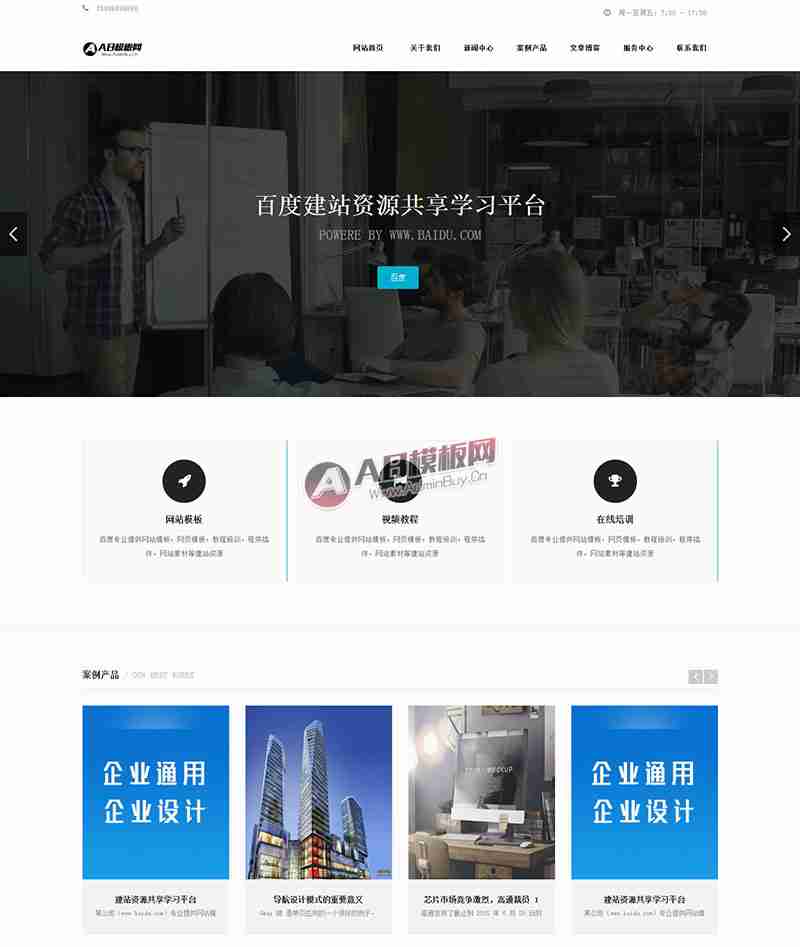 周一至周五：7:30 - 17:30
AB模板网
网站首页 关于我们 新闻中心 案例产品 文章博客 服务中心 联系我们
百度建站资源共享学习平台
POWERE BY WWW.BAIDU.COM
百度
AB模板网
Www.AdminBuy.Cn
网站模板
百度专业提供网站模板，网页模板，教程培训，程序插
件，网站素材等建站资源
视频教程
百度专业提供网站模板，网页模板，教程培训，程序插
件，网站素材等建站资源
在线培训
百度专业提供网站模板，网页模板，教程培训，程序插
件，网站素材等建站资源
案例产品 / OUR BEST WORKS
企业通用
企业设计
企业通用
企业设计
建站资源共享学习平台
某公司（www.baidu.com）专业提供网站模
导航设计模式的重要意义
芯片市场竞争激烈，高通裁员 1
建站资源共享学习平台
某公司（www.baidu.com）专业提供网站模